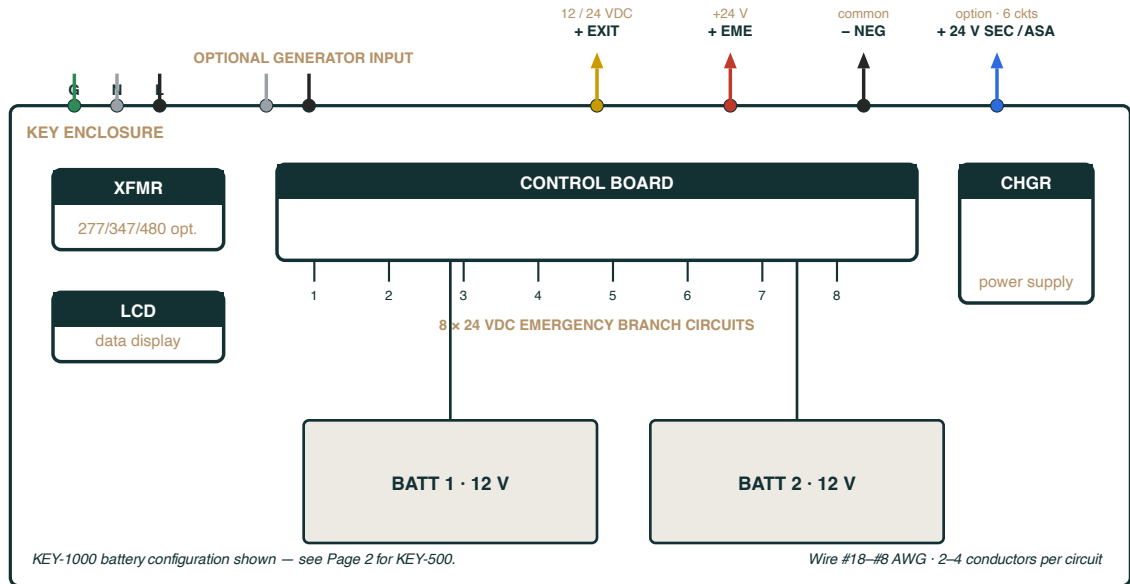 12 / 24 VDC
+ EXIT
+24 V
+ EME
common
– NEG
option · 6 ckts
+ 24 V SEC / ASA
OPTIONAL GENERATOR INPUT
G N L
KEY ENCLOSURE
XFMR
277/347/480 opt.
CONTROL BOARD
CHGR
power supply
1 2 3 4 5 6 7 8
LCD
data display
8 × 24 VDC EMERGENCY BRANCH CIRCUITS
BATT 1 · 12 V
BATT 2 · 12 V
KEY-1000 battery configuration shown — see Page 2 for KEY-500.
Wire #18–#8 AWG · 2–4 conductors per circuit